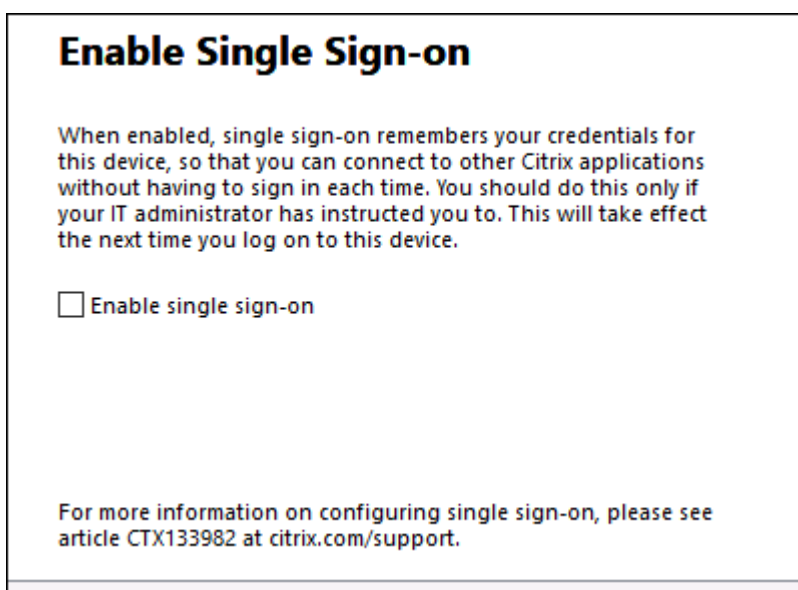 Enable Single Sign-on
When enabled, single sign-on remembers your credentials for
this device, so that you can connect to other Citrix applications
without having to sign in each time. You should do this only if
your IT administrator has instructed you to. This will take effect
the next time you log on to this device.
Enable single sign-on
For more information on configuring single sign-on, please see
article CTX133982 at citrix.com/support.